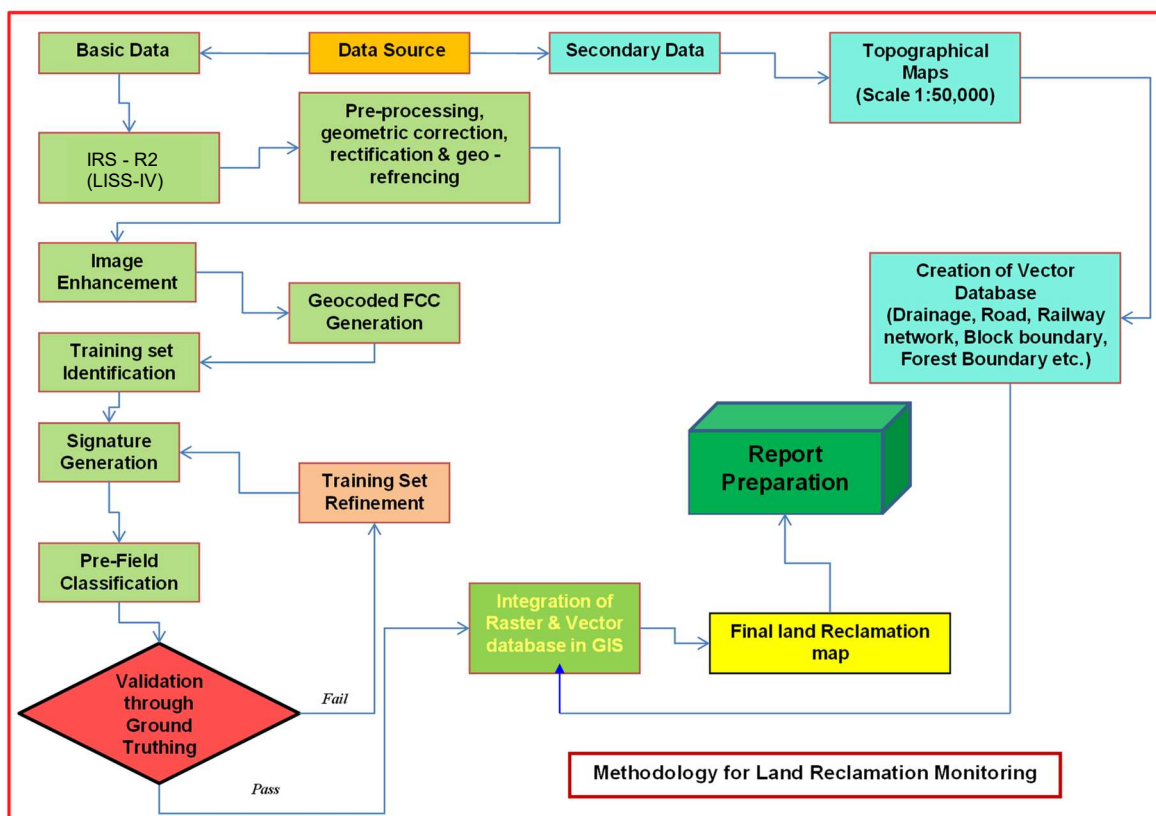 Basic Data
Data Source
Secondary Data
Topographical
Maps
(Scale 1:50,000)
IRS - R2
(LISS-IV)
Pre-processing,
geometric correction,
rectification & geo -
refrencing
Image
Enhancement
Geocoded FCC
Generation
Creation of Vector
Database
(Drainage, Road, Railway
network, Block boundary,
Forest Boundary etc.)
Training set
Identification
Signature
Generation
Training Set
Refinement
Report
Preparation
Pre-Field
Classification
Integration of
Raster & Vector
database in GIS
Final land Reclamation
map
Validation
through
Ground
Truthing
Fail
Pass
Methodology for Land Reclamation Monitoring